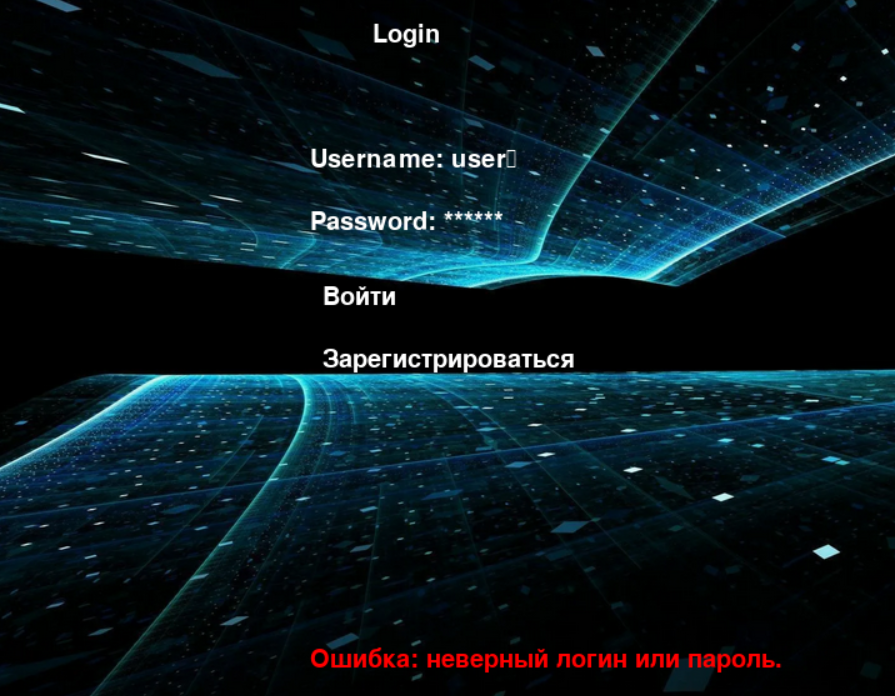 Login
Username: user▯
Password: ******
Войти
Зарегистрироваться
Ошибка: неверный логин или пароль.